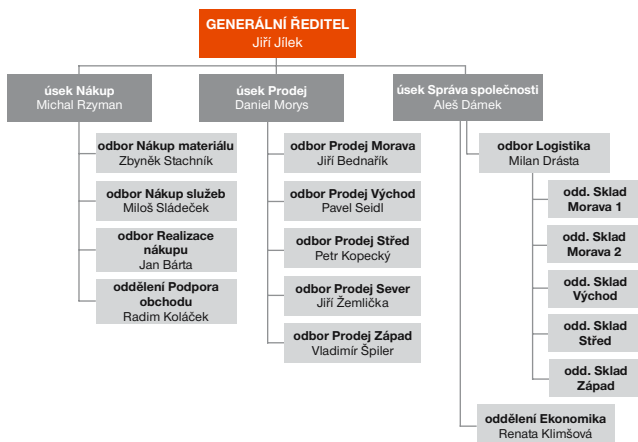 GENERÁLNÍ ŘEDITEL
Jiří Jílek
úsek Nákup
Michal Rzyman
úsek Prodej
Daniel Morys
úsek Správa společnosti
Aleš Dámek
odbor Nákup materiálu
Zbyněk Stachník
odbor Nákup služeb
Miloš Sládeček
odbor Realizace
nákupu
Jan Bárta
oddělení Podpora
obchodu
Radim Koláček
odbor Prodej Morava
Jiří Bednařík
odbor Prodej Východ
Pavel Seidl
odbor Prodej Střed
Petr Kopecký
odbor Prodej Sever
Jiří Žemlička
odbor Prodej Západ
Vladimír Špiler
odbor Logistika
Milan Drásta
odd. Sklad
Morava 1
odd. Sklad
Morava 2
odd. Sklad
Východ
odd. Sklad
Střed
odd. Sklad
Západ
oddělení Ekonomika
Renata Klimšová